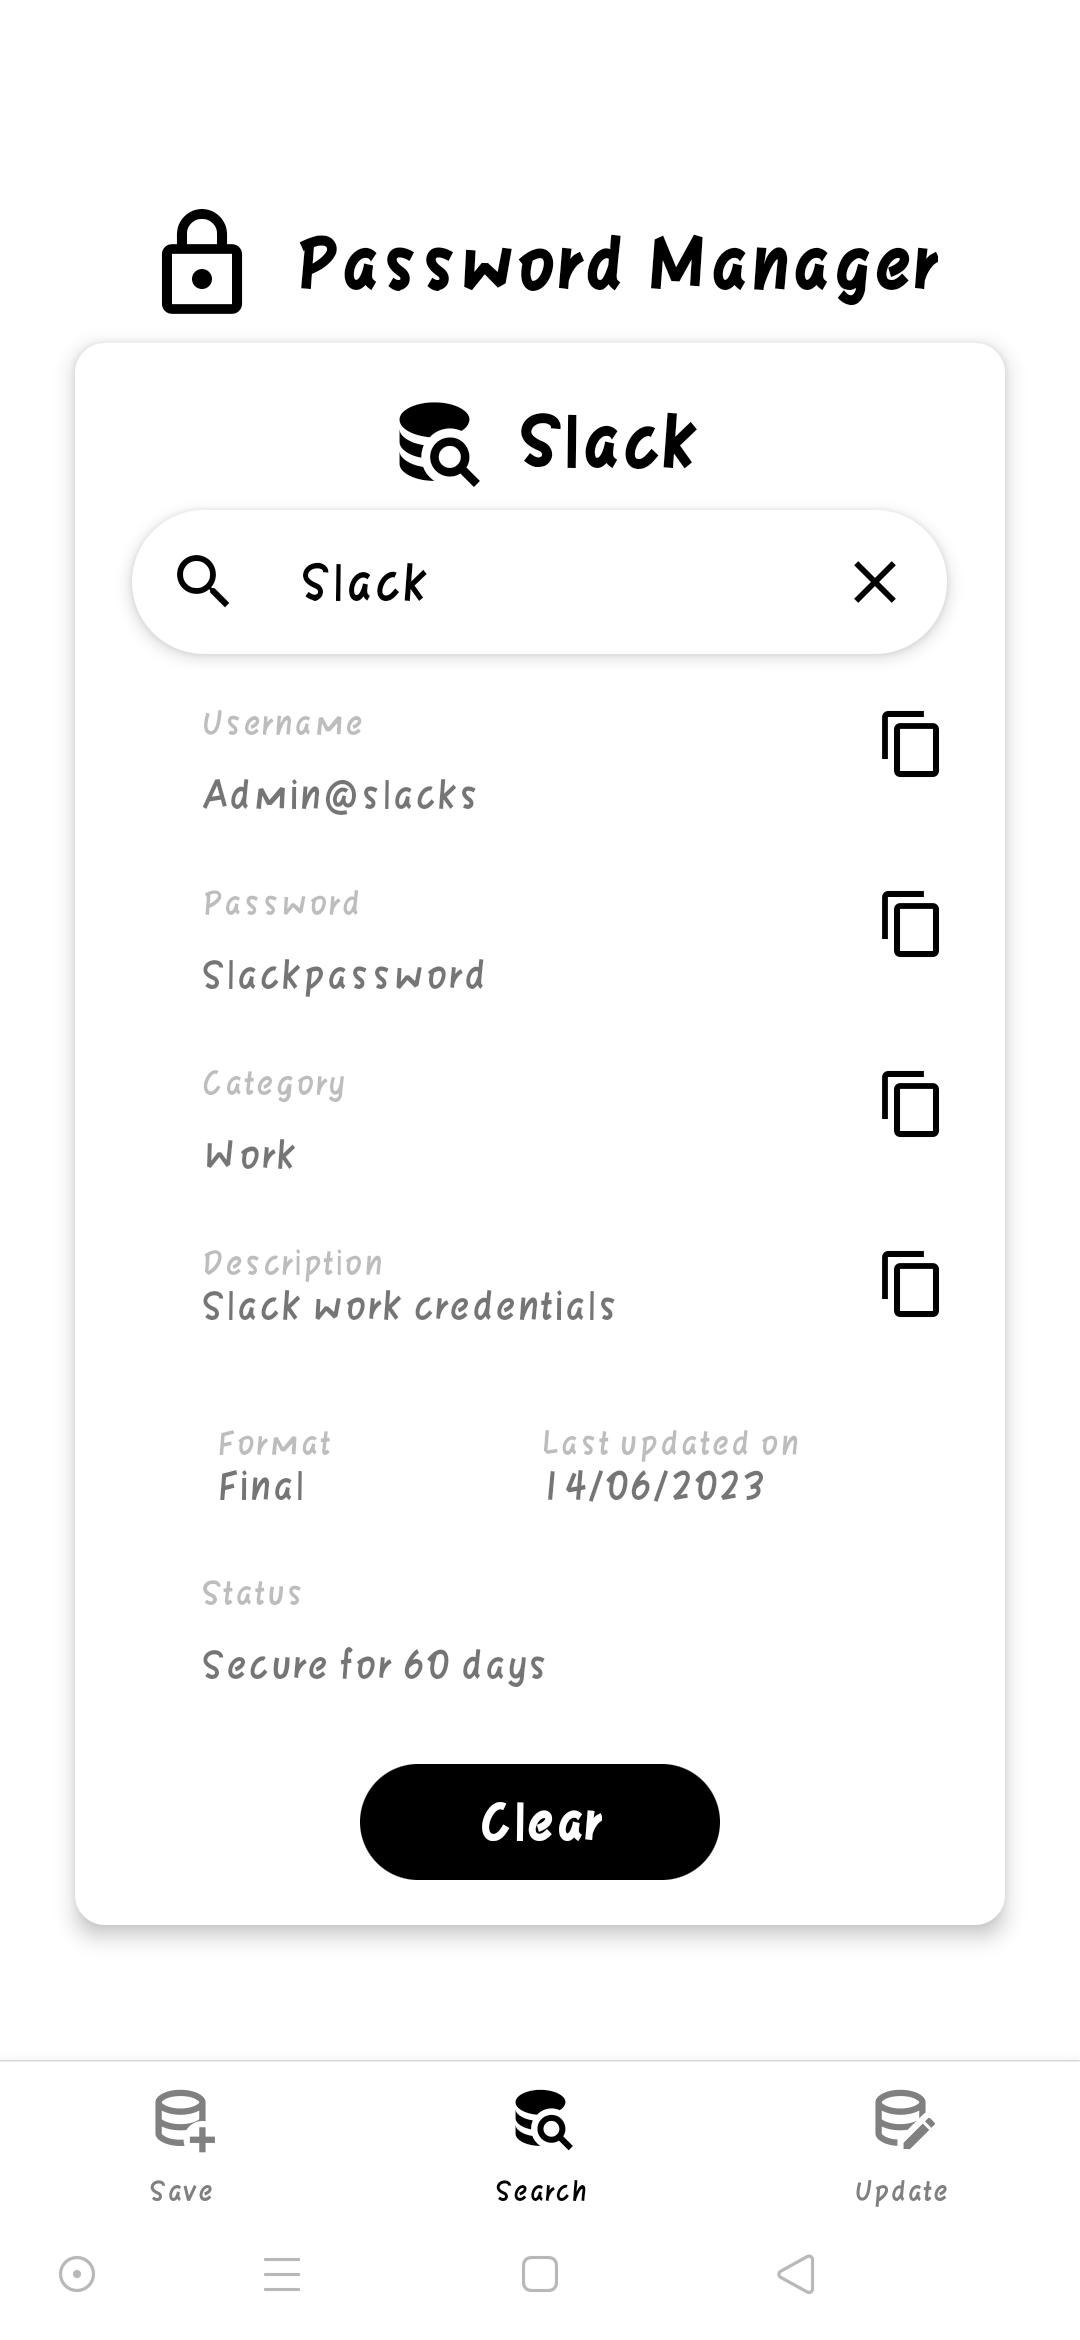 Password Manager
Slack
Slack
Username
Admin@slacks
Password
Slackpassword
Category
Work
Description
Slack work credentials
Format
Final
Last updated on
14/06/2023
Status
Secure for 60 days
Clear
Save
Search
Update